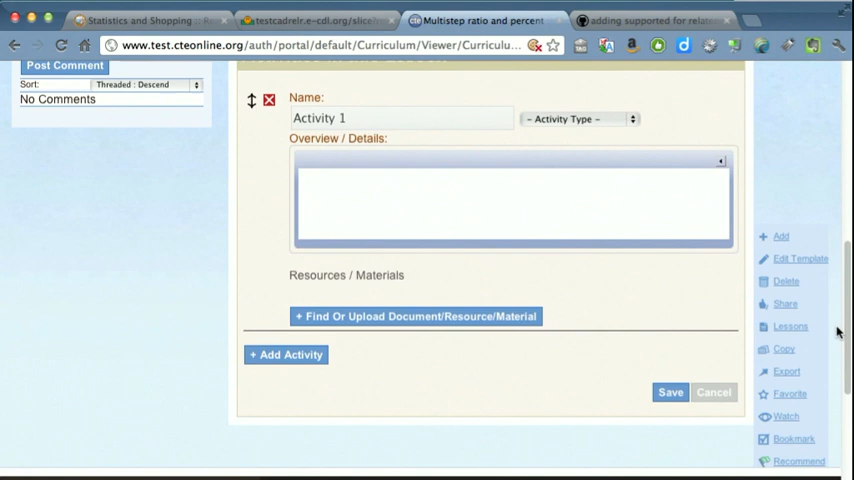 Statistics and Shopping :: Re
testcadrelr.e-cdl.org/slice?
Multistep ratio and percent
adding supported for relate
www.test.cteonline.org/auth/portal/default/Curriculum/Viewer/Curriculu...
Post Comment
Sort:
Threaded : Descend
No Comments
Name:
Activity 1
- Activity Type -
Overview / Details:
Resources / Materials
+ Find Or Upload Document/Resource/Material
+ Add Activity
Save
Cancel
Add
Edit Template
Delete
Share
Lessons
Copy
Export
Favorite
Watch
Bookmark
Recommend